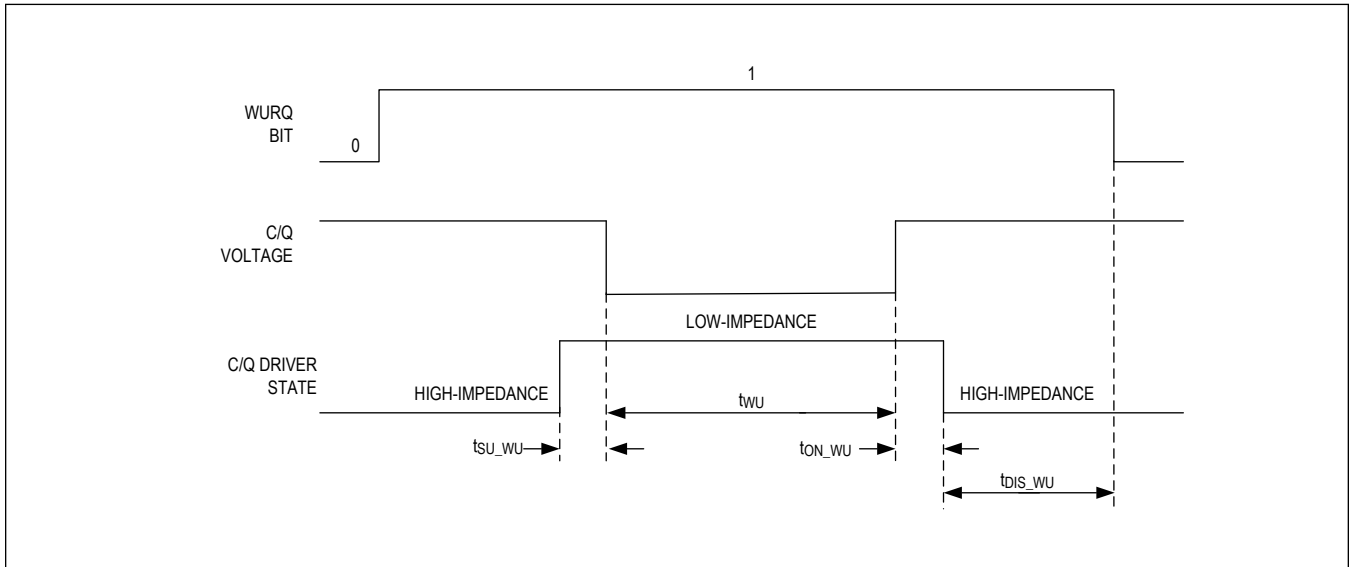 1
WURQ
BIT
0
C/Q
VOLTAGE
LOW-IMPEDANCE
C/Q DRIVER
STATE
HIGH-IMPEDANCE
tWU
HIGH-IMPEDANCE
tSU_WU
tON_WU
tDIS_WU